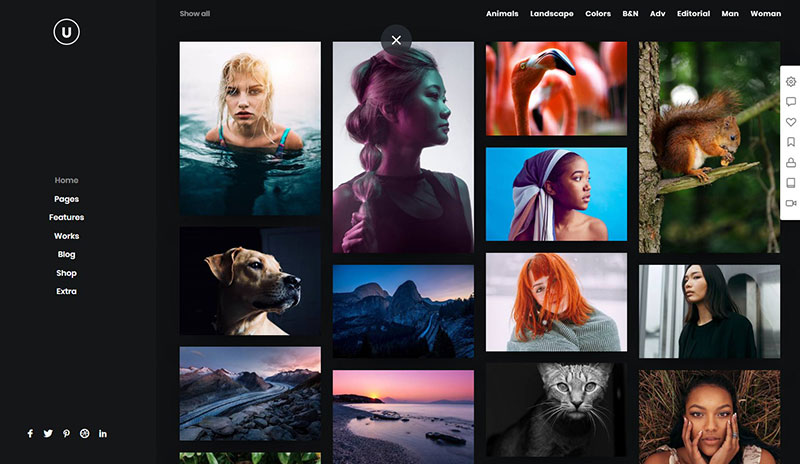 U
Show all
Animals Landscape Colors B&N Adv Editorial Man Woman
Home
Pages
Features
Works
Blog
Shop
Extra